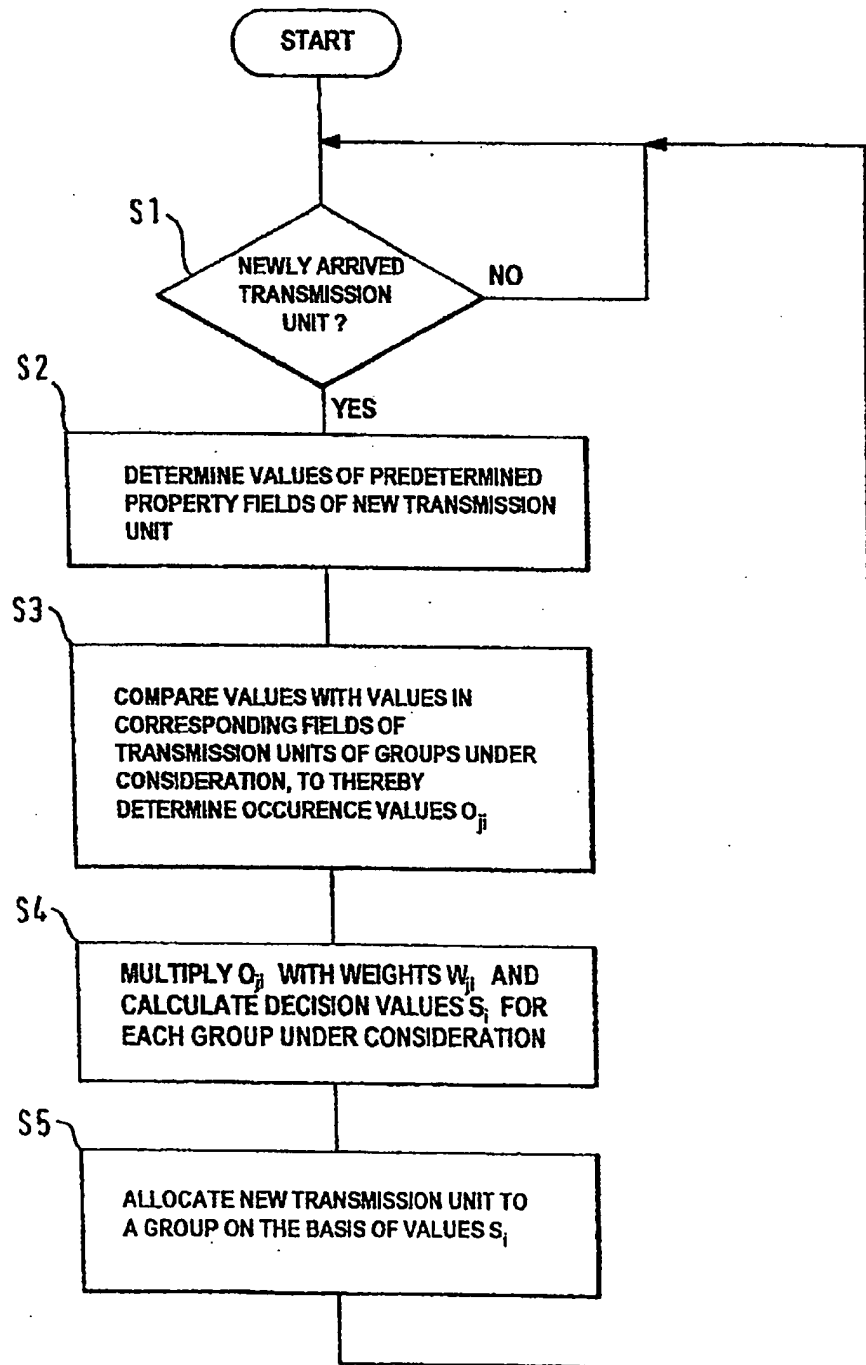 START
S1
NEWLY ARRIVED
TRANSMISSION
UNIT ?
NO
YES
S2
DETERMINE VALUES OF PREDETERMINED
PROPERTY FIELDS OF NEW TRANSMISSION
UNIT
S3
COMPARE VALUES WITH VALUES IN
CORRESPONDING FIELDS OF
TRANSMISSION UNITS OF GROUPS UNDER
CONSIDERATION, TO THEREBY
DETERMINE OCCURENCE VALUES O_ji
S4
MULTIPLY O_ji WITH WEIGHTS W_ji AND
CALCULATE DECISION VALUES S_i FOR
EACH GROUP UNDER CONSIDERATION
S5
ALLOCATE NEW TRANSMISSION UNIT TO
A GROUP ON THE BASIS OF VALUES S_i